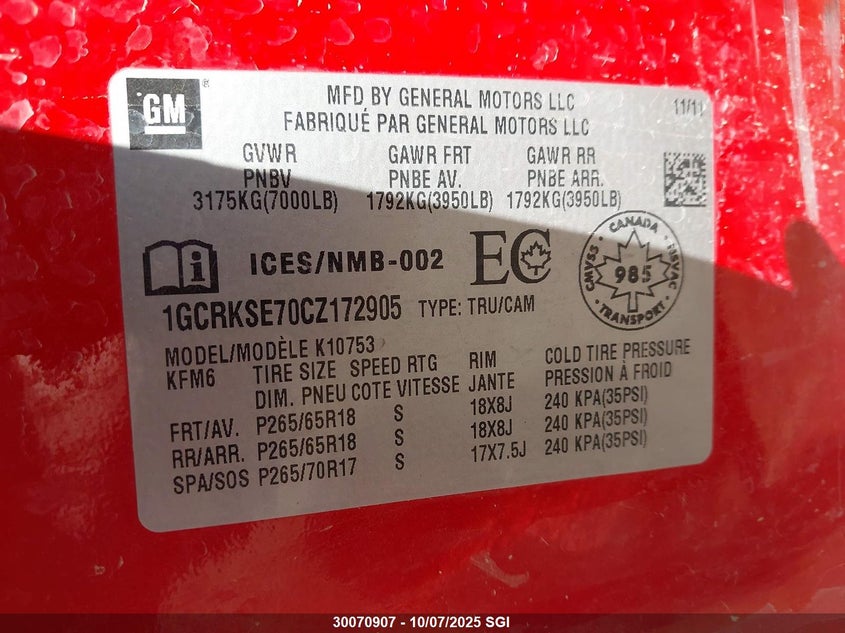 GM
®
MFD BY GENERAL MOTORS LLC
11/11
FABRIQUÉ PAR GENERAL MOTORS LLC
GVWR GAWR FRT GAWR RR
PNBV PNBE AV. PNBE ARR.
3175KG(7000LB) 1792KG(3950LB) 1792KG(3950LB)
ICES/NMB-002 EC
CANADA
CMVSS 985 NSVAC
TRANSPORT
1GCRKSE70CZ172905 TYPE: TRU/CAM
MODEL/MODÈLE K10753
KFM6 TIRE SIZE SPEED RTG RIM COLD TIRE PRESSURE
DIM. PNEU COTE VITESSE JANTE PRESSION À FROID
FRT/AV. P265/65R18 S 18X8J 240 KPA(35PSI)
RR/ARR. P265/65R18 S 18X8J 240 KPA(35PSI)
SPA/SOS P265/70R17 S 17X7.5J 240 KPA(35PSI)
30070907 - 10/07/2025 SGI